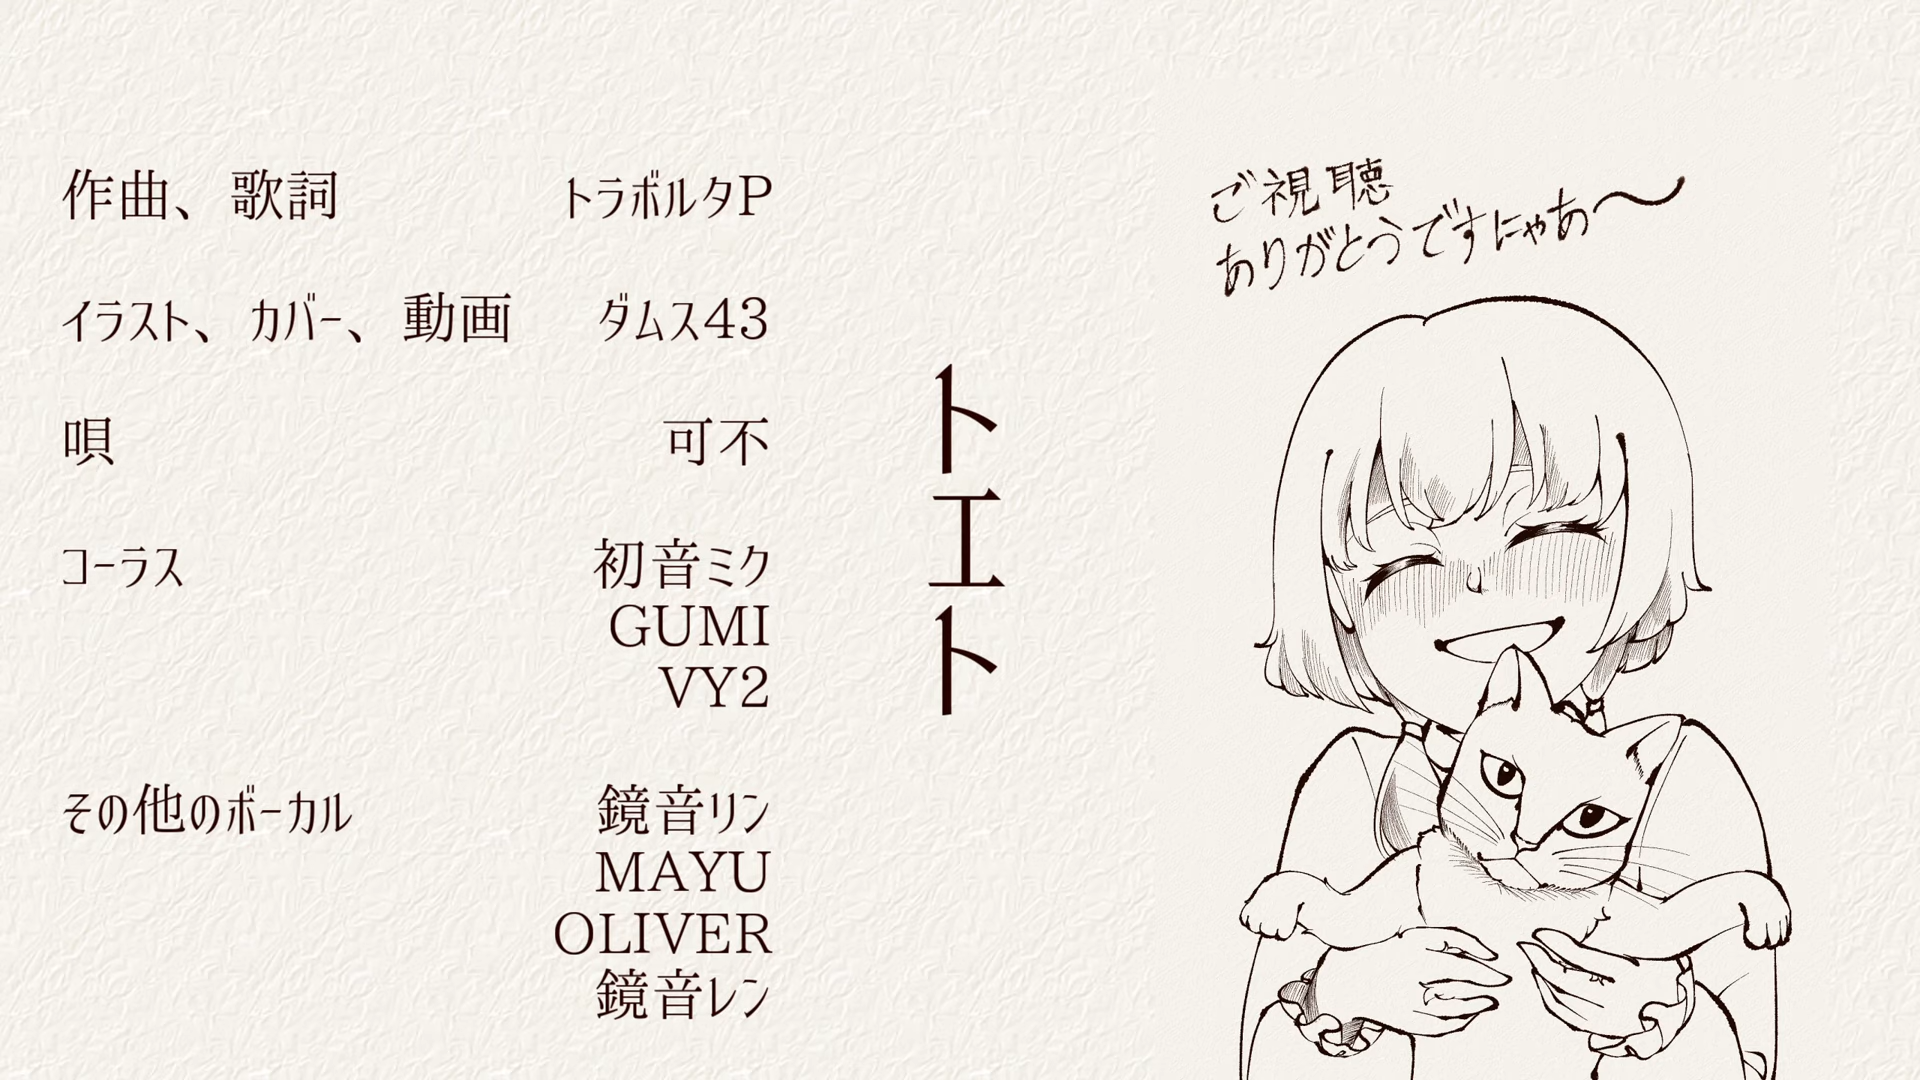 作曲、歌詞 トラボルタP
イラスト、カバー、動画 ダムス43
唄 可不
コーラス 初音ミク
GUMI
VY2
その他のボーカル 鏡音リン
MAYU
OLIVER
鏡音レン
トエト
ご視聴
ありがとうですにゃあ〜